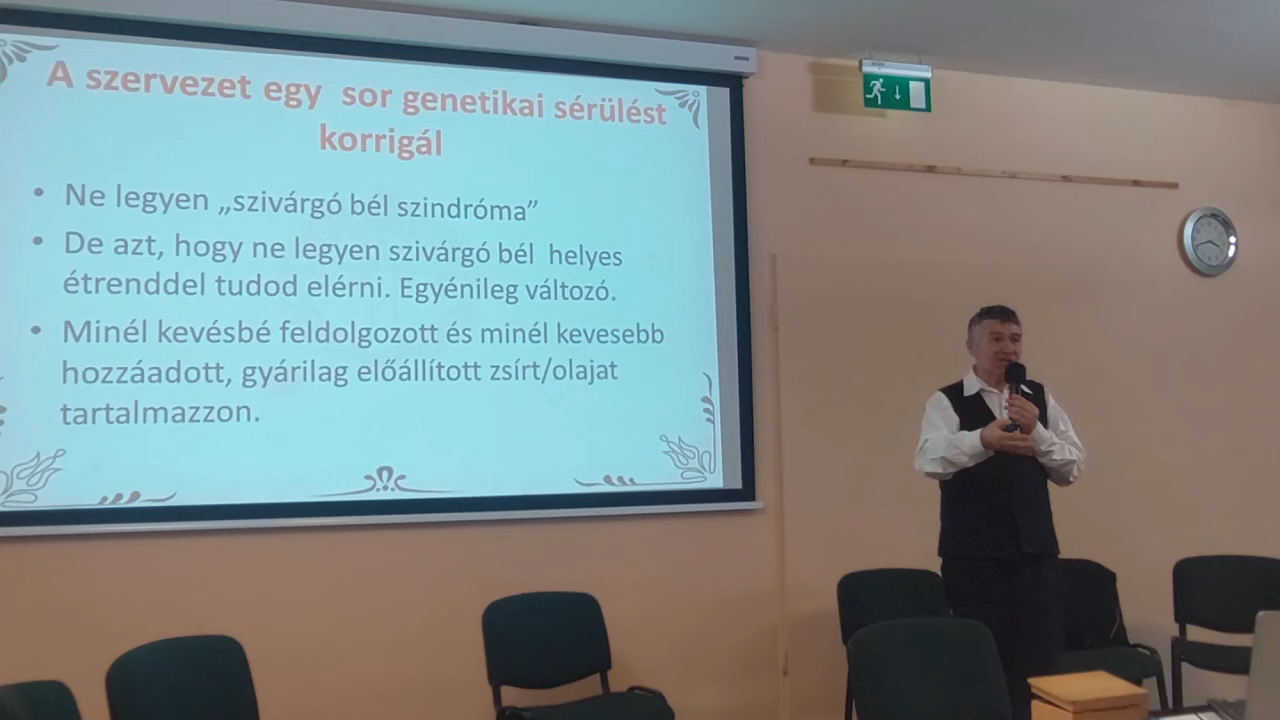 A szervezet egy sor genetikai sérülést
korrigál
• Ne legyen „szivárgó bél szindróma”
• De azt, hogy ne legyen szivárgó bél helyes
étrenddel tudod elérni. Egyénileg változó.
• Minél kevésbé feldolgozott és minél kevesebb
hozzáadott, gyárilag előállított zsírt/olajat
tartalmazzon.